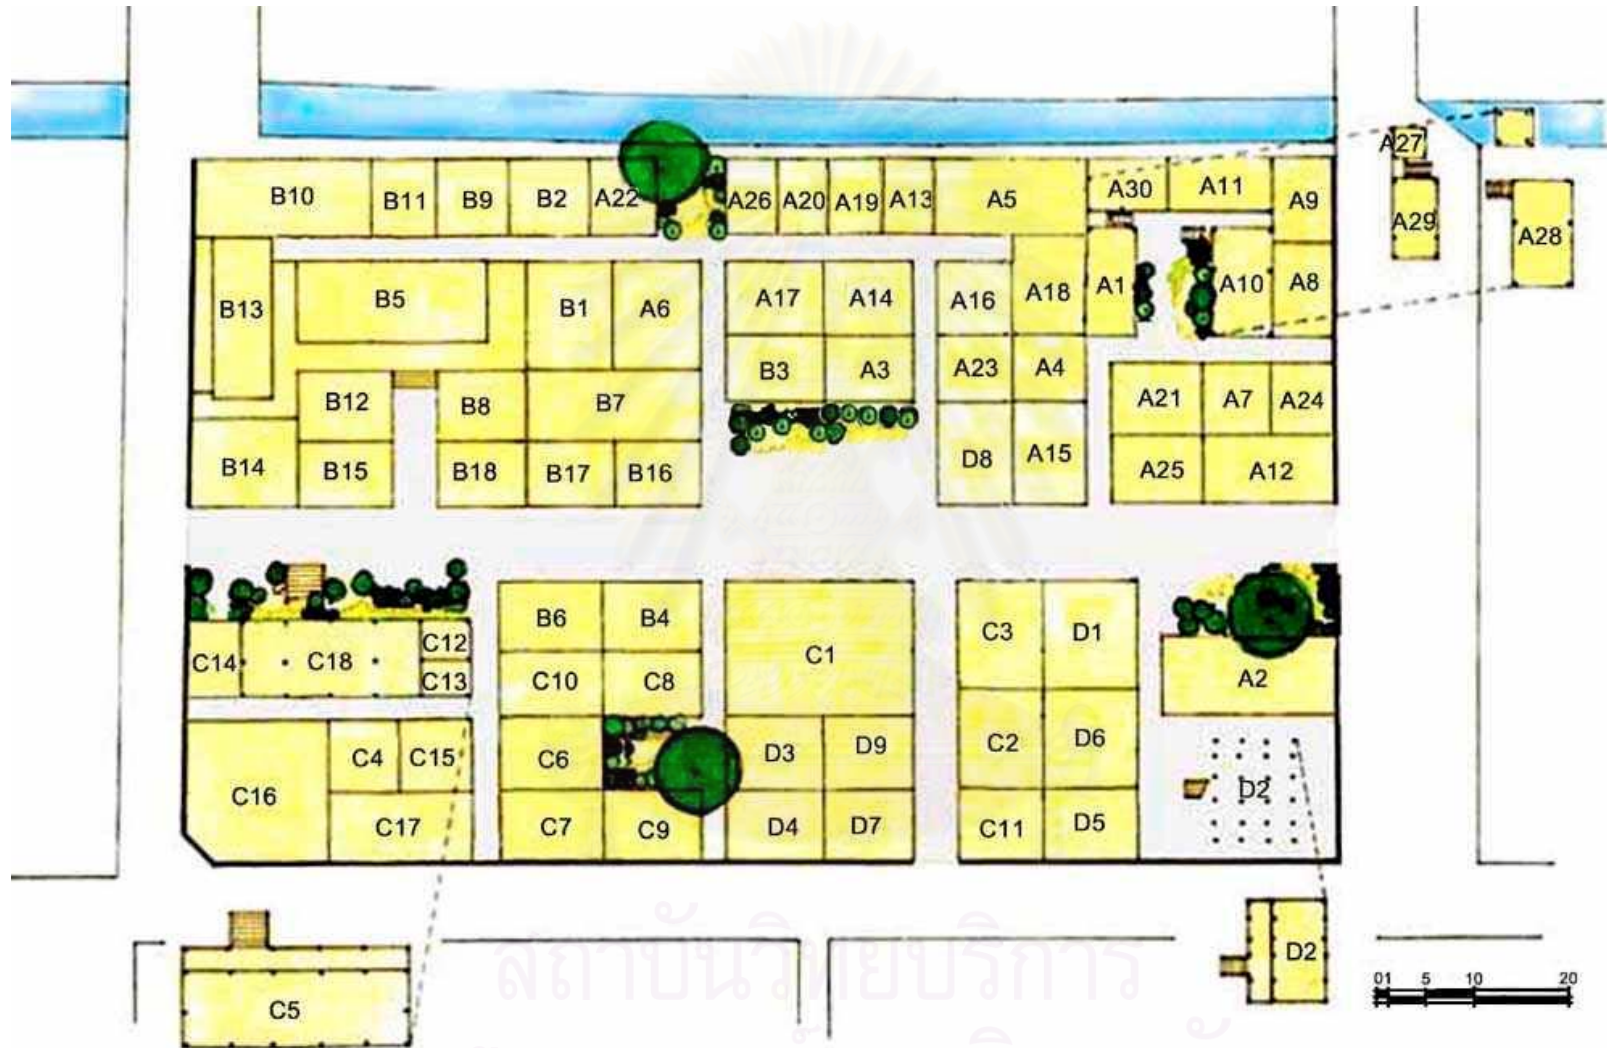 A27
B10 B11 B9 B2 A22 A26 A20 A19 A13 A5 A30 A11 A9
A29 A28
B13 B5 B1 A6 A17 A14 A16 A18 A1 A10 A8
B12 B8 B7 B3 A3 A23 A4 A21 A7 A24
B14 B15 B18 B17 B16 D8 A15 A25 A12
C14 C18 C12 B6 B4 C1 C3 D1
C13 C10 C8 A2
C16 C4 C15 C6 D3 D9 C2 D6 D2
C17 C7 C9 D4 D7 C11 D5
สถาบันวิทยบริการ
D2
C5
01 5 10 20